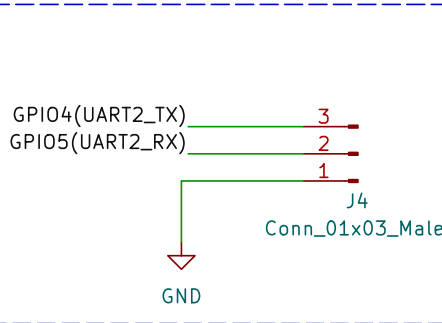 GPIO4(UART2_TX)
3
GPIO5(UART2_RX)
2
1
J4
Conn_01x03_Male
GND